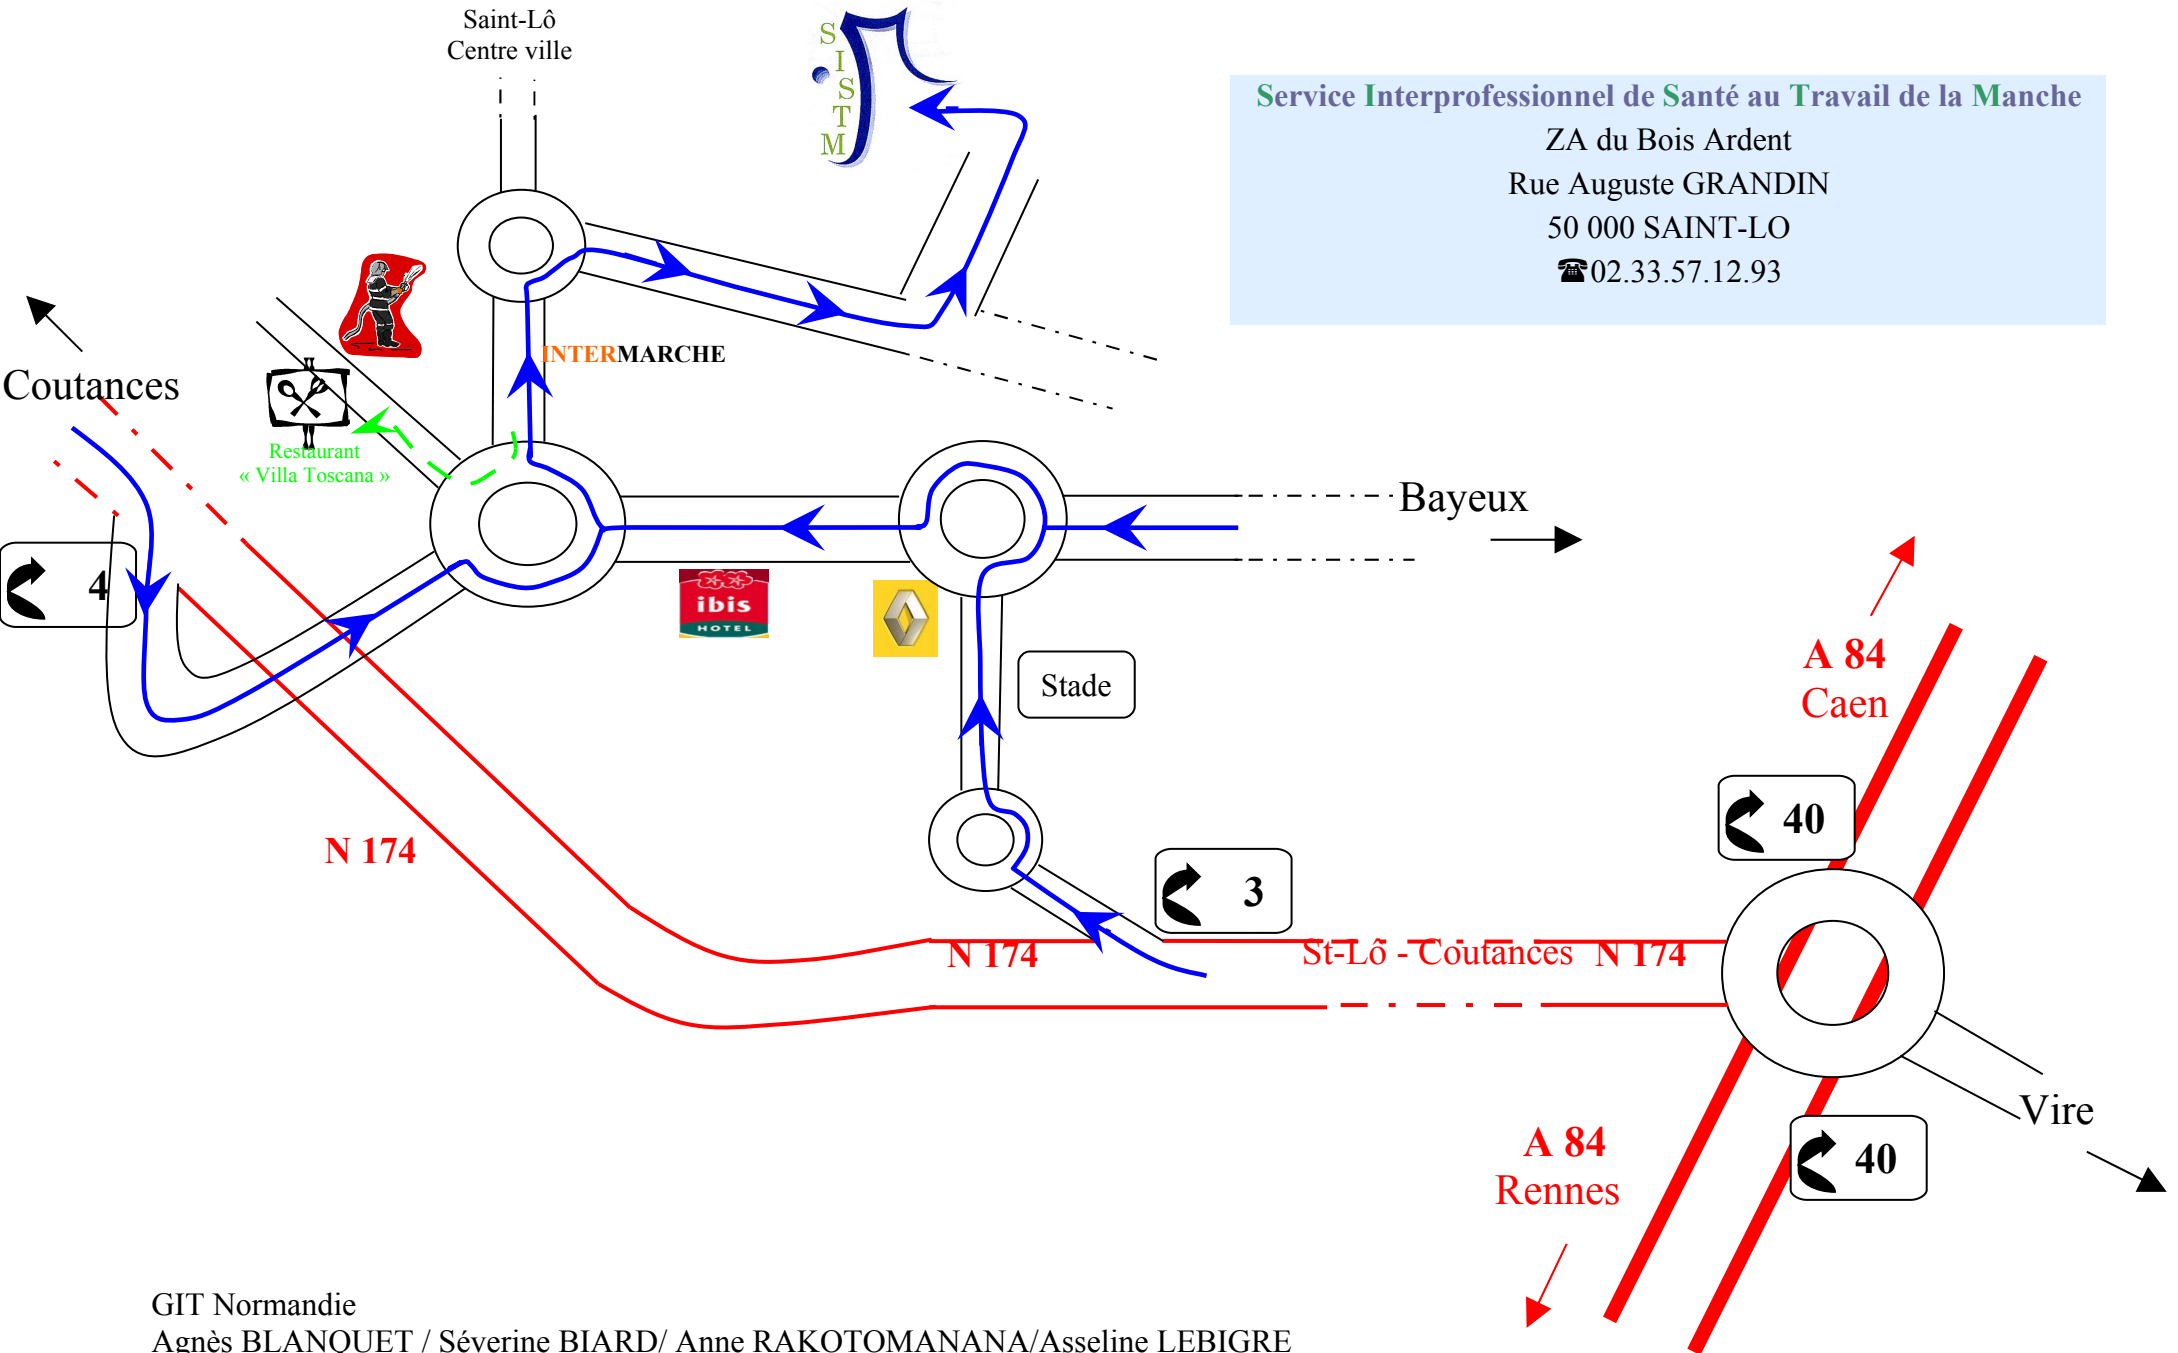 Saint-Lô
Centre ville
S
I
S
T
M
Service Interprofessionnel de Santé au Travail de la Manche
ZA du Bois Ardent
Rue Auguste GRANDIN
50 000 SAINT-LO
☎02.33.57.12.93
INTERMARCHE
Coutances
Restaurant
« Villa Toscana »
Bayeux
4
ibis
HOTEL
Stade
A 84
Caen
40
N 174
3
N 174
St-Lô - Coutances N 174
Vire
A 84
Rennes
40
GIT Normandie
Agnès BLANQUET / Séverine BIARD/ Anne RAKOTOMANANA/Asseline LEBIGRE